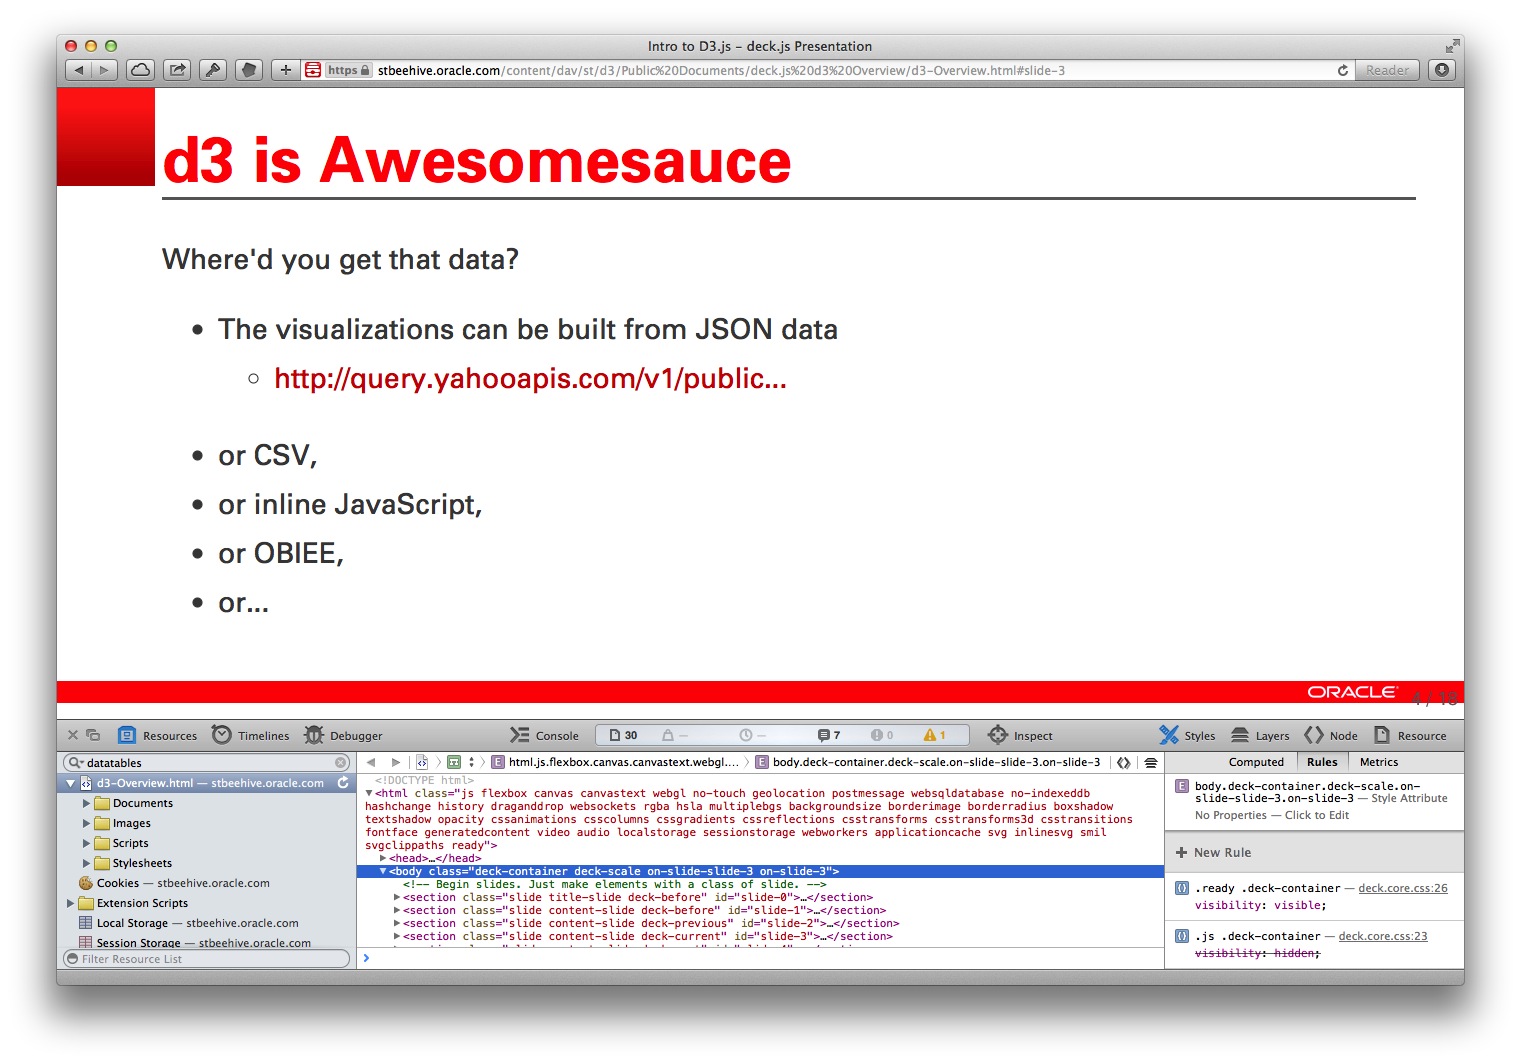 Intro to D3.js – deck.js Presentation
https stbeehive.oracle.com/content/dav/st/d3/Public%20Documents/deck.js%20d3%20Overview/d3-Overview.html#slide-3 Reader
d3 is Awesomesauce
Where'd you get that data?
• The visualizations can be built from JSON data
○ http://query.yahooapis.com/v1/public...
• or CSV,
• or inline JavaScript,
• or OBIEE,
• or...
ORACLE
4 / 18
Resources Timelines Debugger Console 30 — — 7 0 1 Inspect Styles Layers Node Resource
datatables
d3-Overview.html — stbeehive.oracle.com
Documents
Images
Scripts
Stylesheets
Cookies — stbeehive.oracle.com
Extension Scripts
Local Storage — stbeehive.oracle.com
Session Storage — stbeehive.oracle.com
Filter Resource List
E html.js.flexbox.canvas.canvastext.webgl.... E body.deck-container.deck-scale.on-slide-slide-3.on-slide-3
<!DOCTYPE html>
<html class="js flexbox canvas canvastext webgl no-touch geolocation postmessage websqldatabase no-indexeddb
hashchange history draganddrop websockets rgba hsla multiplebgs backgroundsize borderimage borderradius boxshadow
textshadow opacity cssanimations csscolumns cssgradients cssreflections csstransforms csstransforms3d csstransitions
fontface generatedcontent video audio localstorage sessionstorage webworkers applicationcache svg inlinesvg smil
svgclippaths ready">
<head>…</head>
<body class="deck-container deck-scale on-slide-slide-3 on-slide-3">
<!-- Begin slides. Just make elements with a class of slide. -->
<section class="slide title-slide deck-before" id="slide-0">…</section>
<section class="slide content-slide deck-before" id="slide-1">…</section>
<section class="slide content-slide deck-previous" id="slide-2">…</section>
<section class="slide content-slide deck-current" id="slide-3">…</section>
Computed Rules Metrics
E body.deck-container.deck-scale.on-
slide-slide-3.on-slide-3 — Style Attribute
No Properties — Click to Edit
+ New Rule
.ready .deck-container — deck.core.css:26
visibility: visible;
.js .deck-container — deck.core.css:23
visibility: hidden;